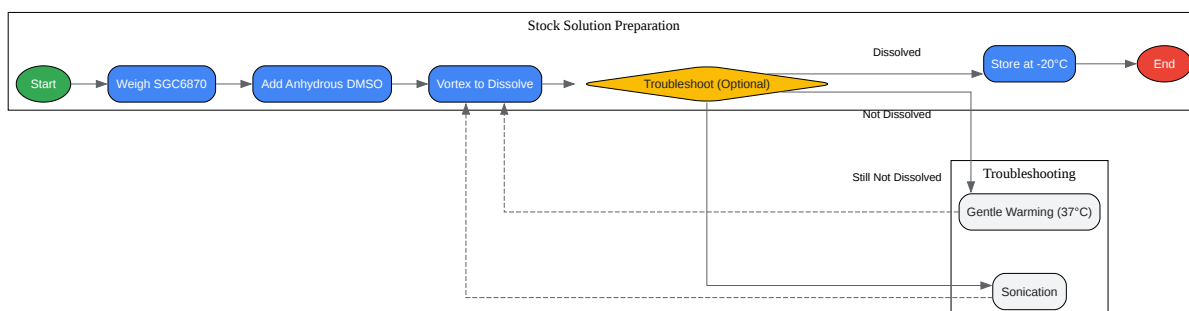 Stock Solution Preparation
Start
Weigh SGC6870
Add Anhydrous DMSO
Vortex to Dissolve
Troubleshoot (Optional)
Dissolved
Store at -20°C
End
Not Dissolved
Still Not Dissolved
Troubleshooting
Gentle Warming (37°C)
Sonication